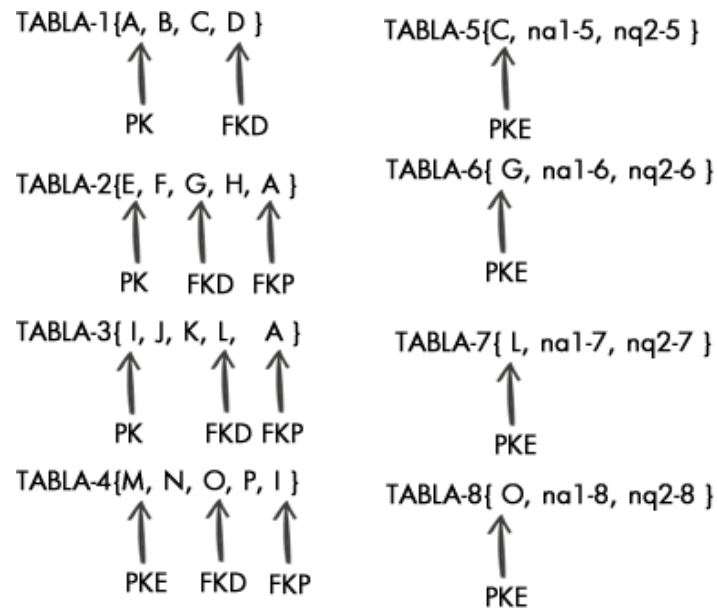 TABLA-1{A, B, C, D }
PK FKD
TABLA-2{E, F, G, H, A }
PK FKD FKP
TABLA-3{ I, J, K, L, A }
PK FKD FKP
TABLA-4{M, N, O, P, I }
PKE FKD FKP
TABLA-5{C, na1-5, nq2-5 }
PKE
TABLA-6{ G, na1-6, nq2-6 }
PKE
TABLA-7{ L, na1-7, nq2-7 }
PKE
TABLA-8{ O, na1-8, nq2-8 }
PKE